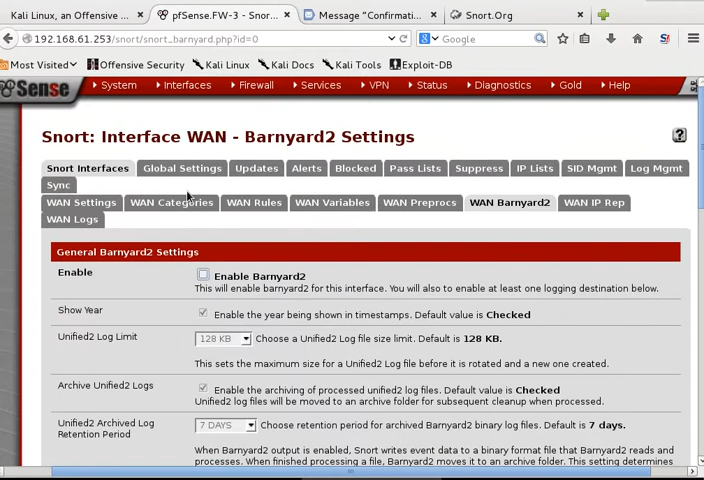 Kali Linux, an Offensive ... pfSense.FW-3 - Snor... Message “Confirmati... Snort.Org
192.168.61.253/snort/snort_barnyard.php?id=0 Google
Most Visited Offensive Security Kali Linux Kali Docs Kali Tools Exploit-DB
Sense System Interfaces Firewall Services VPN Status Diagnostics Gold Help
Snort: Interface WAN - Barnyard2 Settings ?
Snort Interfaces Global Settings Updates Alerts Blocked Pass Lists Suppress IP Lists SID Mgmt Log Mgmt
Sync
WAN Settings WAN Categories WAN Rules WAN Variables WAN Preprocs WAN Barnyard2 WAN IP Rep
WAN Logs
General Barnyard2 Settings
Enable Enable Barnyard2
This will enable barnyard2 for this interface. You will also to enable at least one logging destination below.
Show Year Enable the year being shown in timestamps. Default value is Checked
Unified2 Log Limit 128 KB Choose a Unified2 Log file size limit. Default is 128 KB.
This sets the maximum size for a Unified2 Log file before it is rotated and a new one created.
Archive Unified2 Logs Enable the archiving of processed unified2 log files. Default value is Checked
Unified2 log files will be moved to an archive folder for subsequent cleanup when processed.
Unified2 Archived Log
Retention Period 7 DAYS Choose retention period for archived Barnyard2 binary log files. Default is 7 days.
When Barnyard2 output is enabled, Snort writes event data to a binary format file that Barnyard2 reads and
processes. When finished processing a file, Barnyard2 moves it to an archive folder. This setting determines